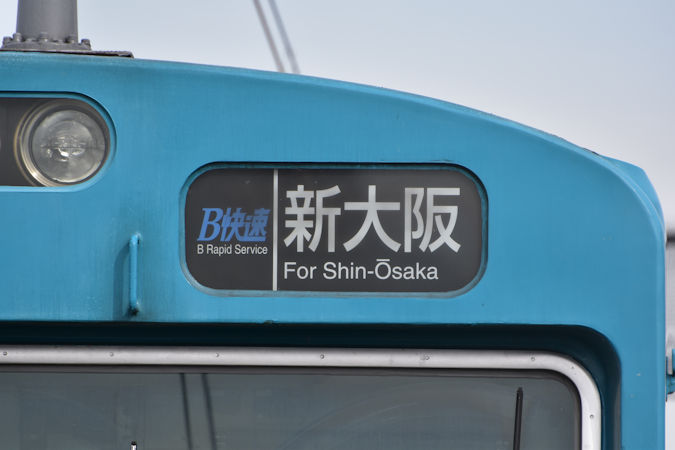 B快速
B Rapid Service
新大阪
For Shin-Ōsaka